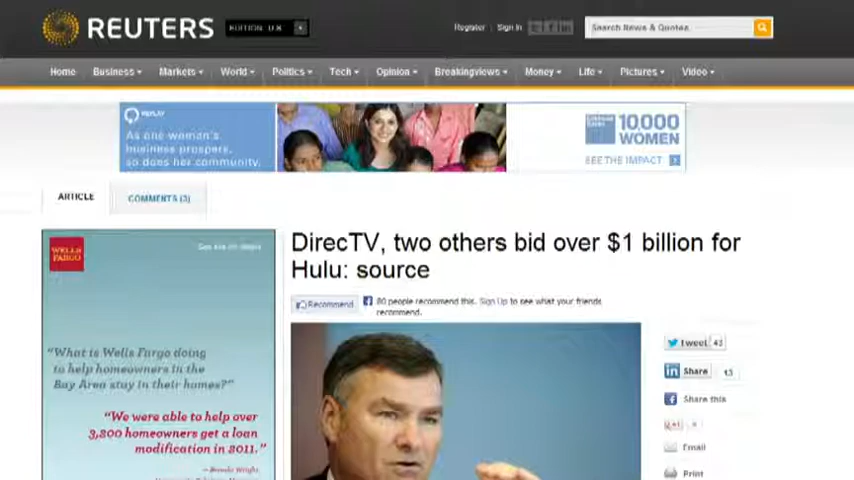 REUTERS
EDITION: U.S.
Register
Sign In
Search News & Quotes
Home
Business
Markets
World
Politics
Tech
Opinion
Breakingviews
Money
Life
Pictures
Video
REPLAY
As one woman's
business prospers,
so does her community.
10,000
WOMEN
SEE THE IMPACT
ARTICLE
COMMENTS (3)
WELLS
FARGO
DirecTV, two others bid over $1 billion for
Hulu: source
Recommend
80 people recommend this. Sign Up to see what your friends
recommend.
"What is Wells Fargo doing
to help homeowners in the
Bay Area stay in their homes?"
"We were able to help over
3,200 homeowners get a loan
modification in 2011."
Tweet 43
Share 13
Share this
+1
Email
Print